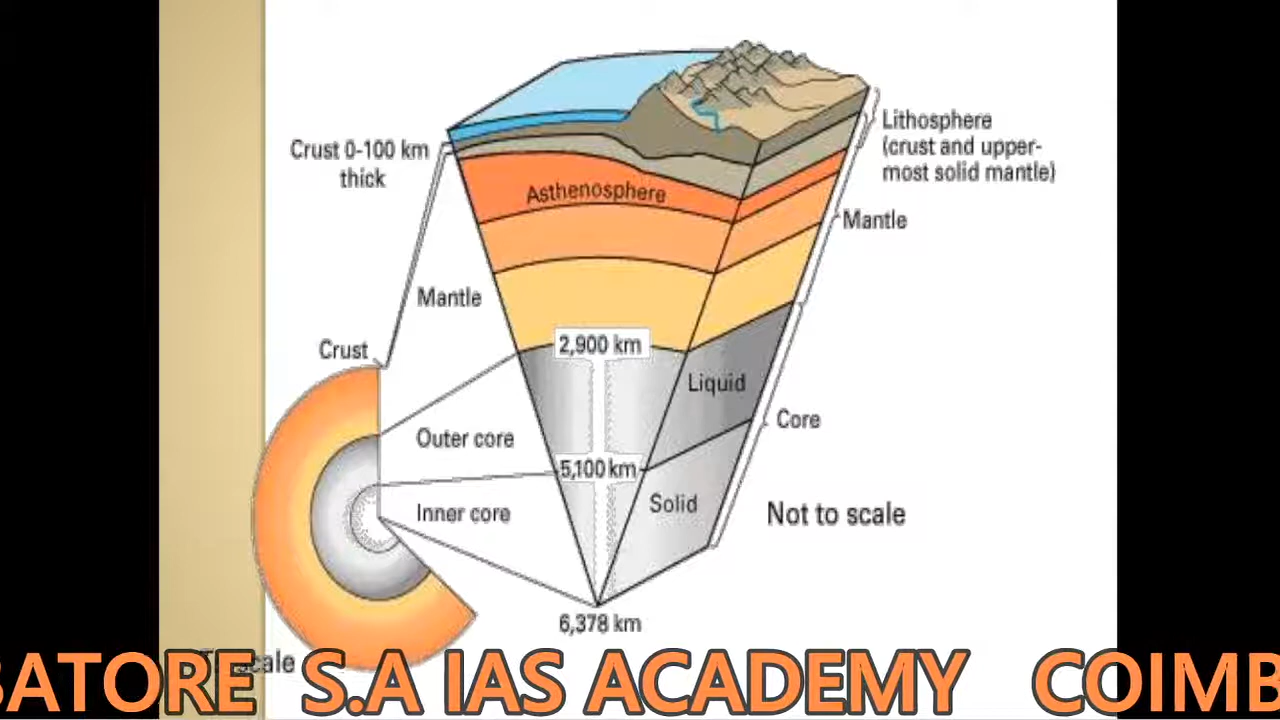 Lithosphere
(crust and upper-
most solid mantle)
Crust 0-100 km
thick
Asthenosphere
Mantle
Mantle
2,900 km
Crust
Liquid
Core
Outer core
5,100 km
Solid
Inner core
Not to scale
6,378 km
scale
BATORE S.A IAS ACADEMY COIMB